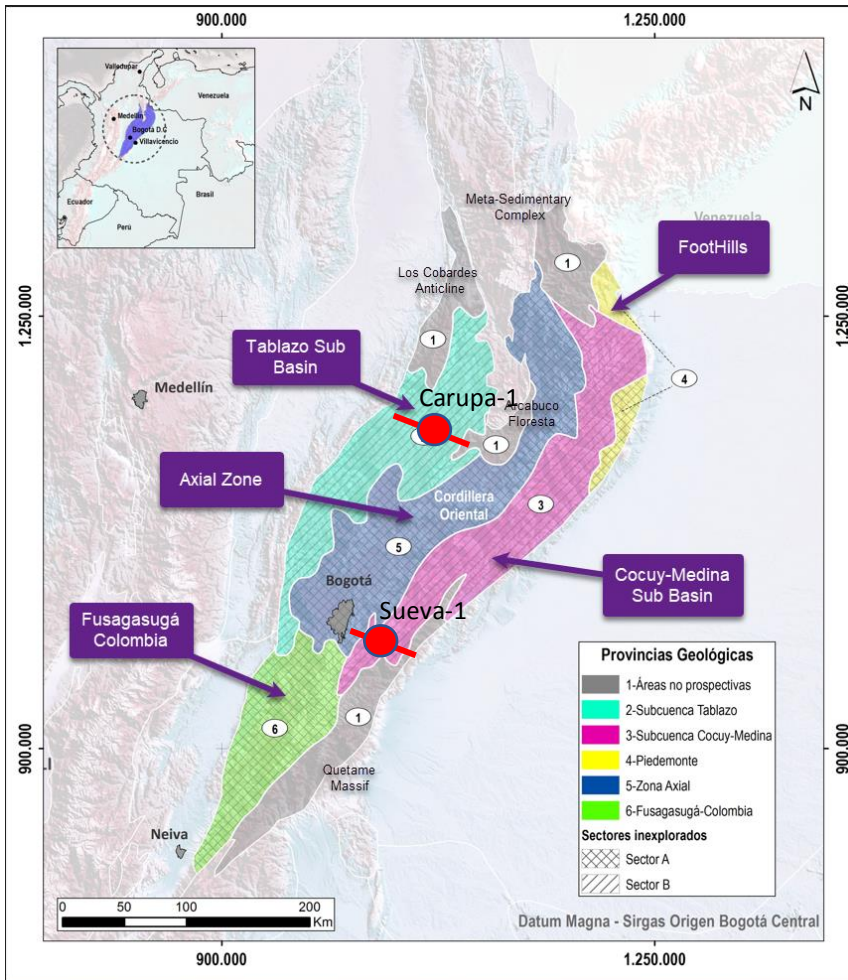 900.000
1.250.000
Valledupar
Venezuela
Medellín
Bogota D.C
Villavicencio
Ecuador
Perú
Brasil
N
Meta-Sedimentary
Complex
Venezuela
FootHills
Los Cobardes
Anticline
1
1.250.000
1.250.000
Tablazo Sub
Basin
1
4
Medellín
Carupa-1
Arcabuco
Floresta
1
Axial Zone
Cordillera
Oriental
3
5
Cocuy-Medina
Sub Basin
Bogotá
Sueva-1
Fusagasugá
Colombia
6
1
Quetame
Massif
900.000
900.000
Neiva
Provincias Geológicas
1-Áreas no prospectivas
2-Subcuenca Tablazo
3-Subcuenca Cocuy-Medina
4-Piedemonte
5-Zona Axial
6-Fusagasugá-Colombia
Sectores inexplorados
Sector A
Sector B
0 50 100 200
Km
Datum Magna - Sirgas Origen Bogotá Central
900.000
1.250.000